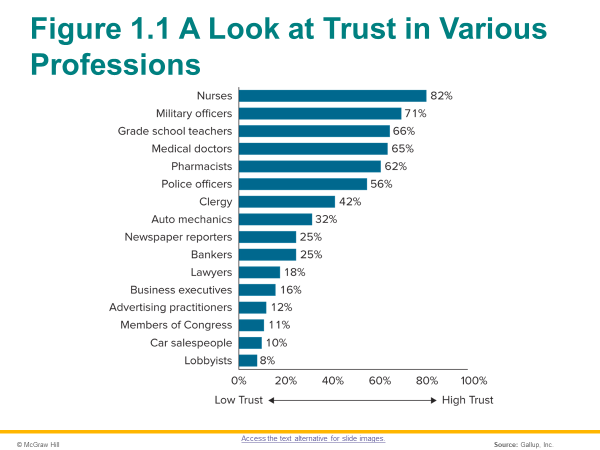 Figure 1.1 A Look at Trust in Various
Professions
Nurses 82%
Military officers 71%
Grade school teachers 66%
Medical doctors 65%
Pharmacists 62%
Police officers 56%
Clergy 42%
Auto mechanics 32%
Newspaper reporters 25%
Bankers 25%
Lawyers 18%
Business executives 16%
Advertising practitioners 12%
Members of Congress 11%
Car salespeople 10%
Lobbyists 8%
0% 20% 40% 60% 80% 100%
Low Trust High Trust
Access the text alternative for slide images.
© McGraw Hill Source: Gallup, Inc.